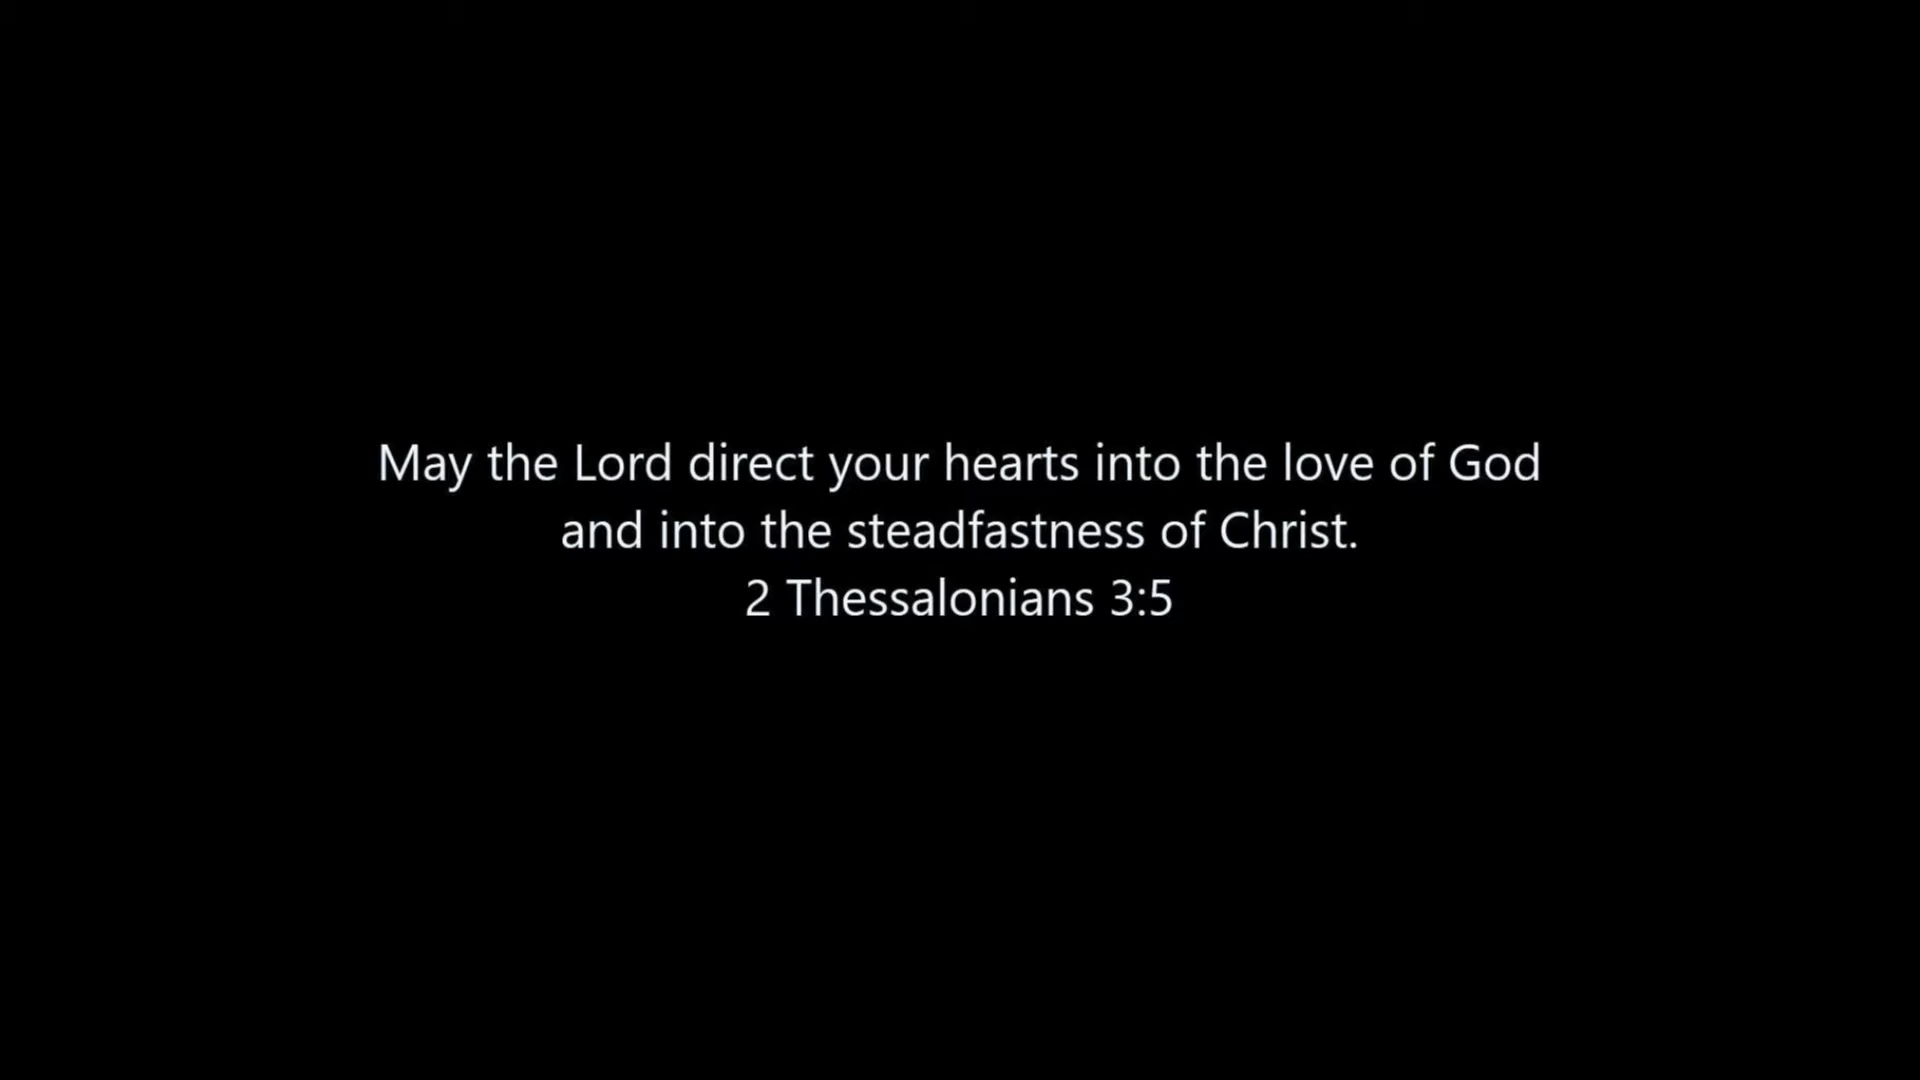 May the Lord direct your hearts into the love of God
and into the steadfastness of Christ.
2 Thessalonians 3:5